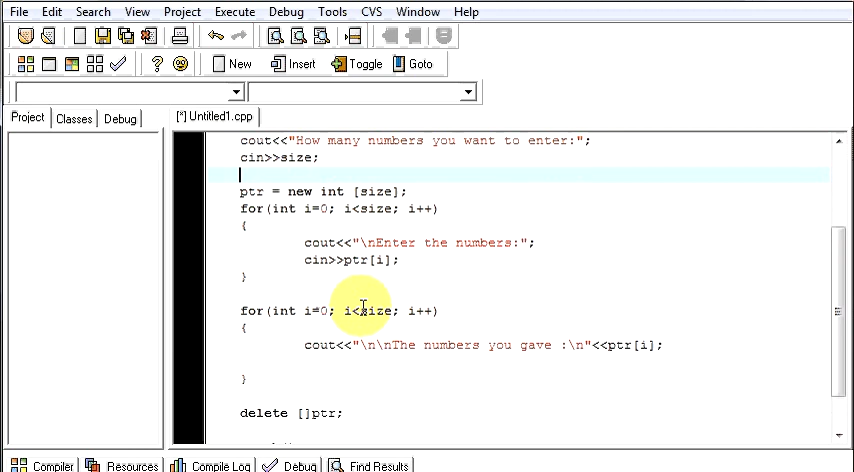 File Edit Search View Project Execute Debug Tools CVS Window Help
New Insert Toggle Goto
Project Classes Debug [*] Untitled1.cpp
cout<<"How many numbers you want to enter:";
cin>>size;
ptr = new int [size];
for(int i=0; i<size; i++)
{
cout<<"\nEnter the numbers:";
cin>>ptr[i];
}
for(int i=0; i<size; i++)
{
cout<<"\n\nThe numbers you gave :\n"<<ptr[i];
}
delete []ptr;
Compiler Resources Compile Log Debug Find Results